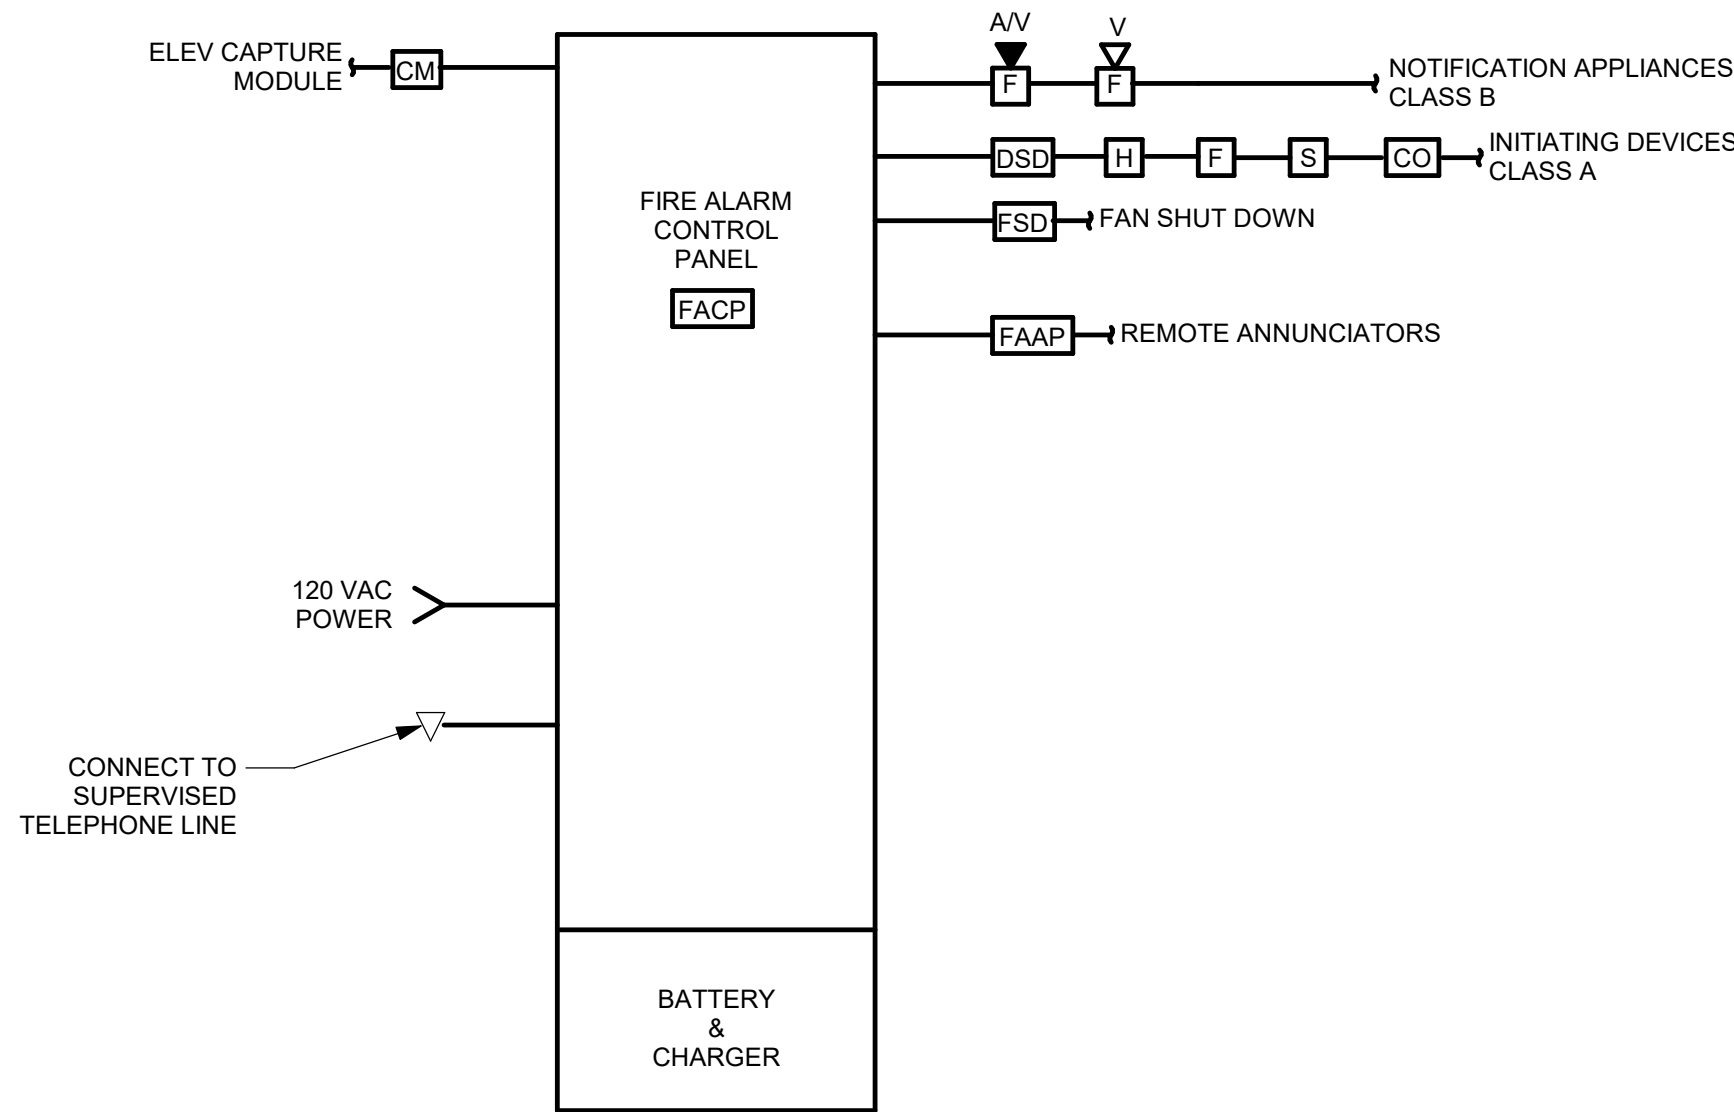 A/V
V
ELEV CAPTURE
MODULE
CM
F
F
NOTIFICATION APPLIANCES
CLASS B
DSD
H
F
S
CO
INITIATING DEVICES
CLASS A
FIRE ALARM
CONTROL
PANEL
FACP
FSD
FAN SHUT DOWN
FAAP
REMOTE ANNUNCIATORS
120 VAC
POWER
CONNECT TO
SUPERVISED
TELEPHONE LINE
BATTERY
&
CHARGER